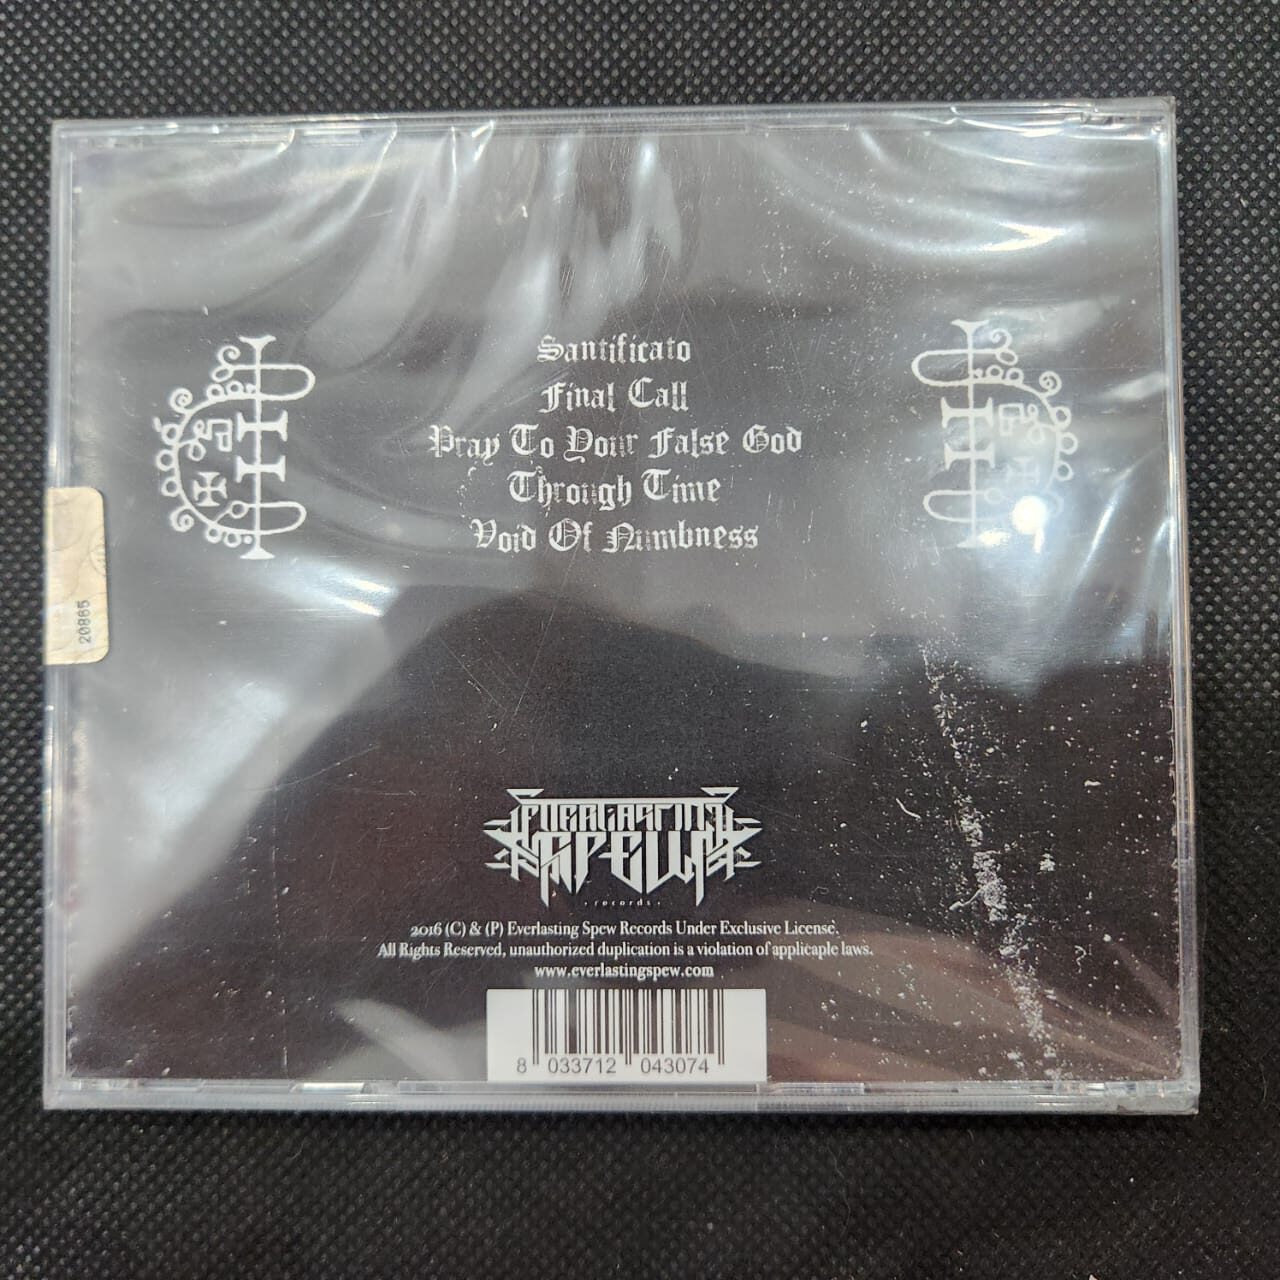 Santificato
Final Call
Pray To Your False God
Through Time
Void Of Numbness
20865
EVERLASTING
SPEW
·records·
2016 (C) & (P) Everlasting Spew Records Under Exclusive License.
All Rights Reserved, unauthorized duplication is a violation of applicaple laws.
www.everlastingspew.com
8 033712 043074